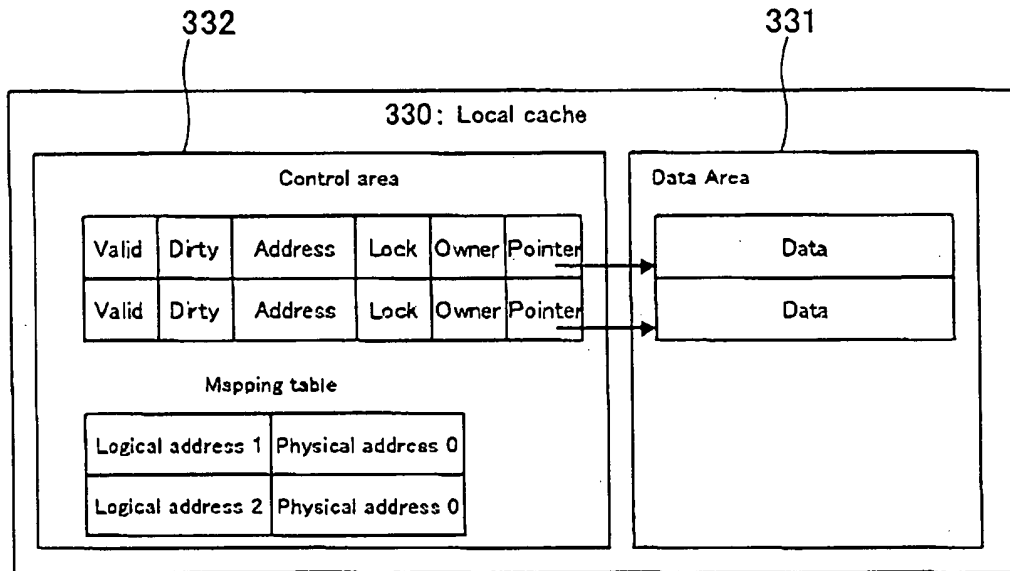 332 331
330: Local cache
Control area Data Area
Valid Dirty Address Lock Owner Pointer Data
Valid Dirty Address Lock Owner Pointer Data
Mapping table
Logical address 1 Physical address 0
Logical address 2 Physical address 0